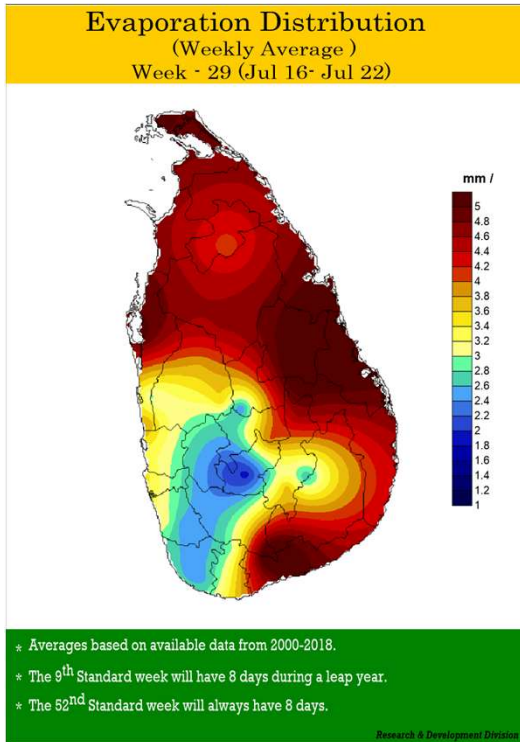 Evaporation Distribution
(Weekly Average )
Week - 29 (Jul 16- Jul 22)
mm /
5
4.8
4.6
4.4
4.2
4
3.8
3.6
3.4
3.2
3
2.8
2.6
2.4
2.2
2
1.8
1.6
1.4
1.2
1
* Averages based on available data from 2000-2018.
* The 9th Standard week will have 8 days during a leap year.
* The 52nd Standard week will always have 8 days.
Research & Development Division